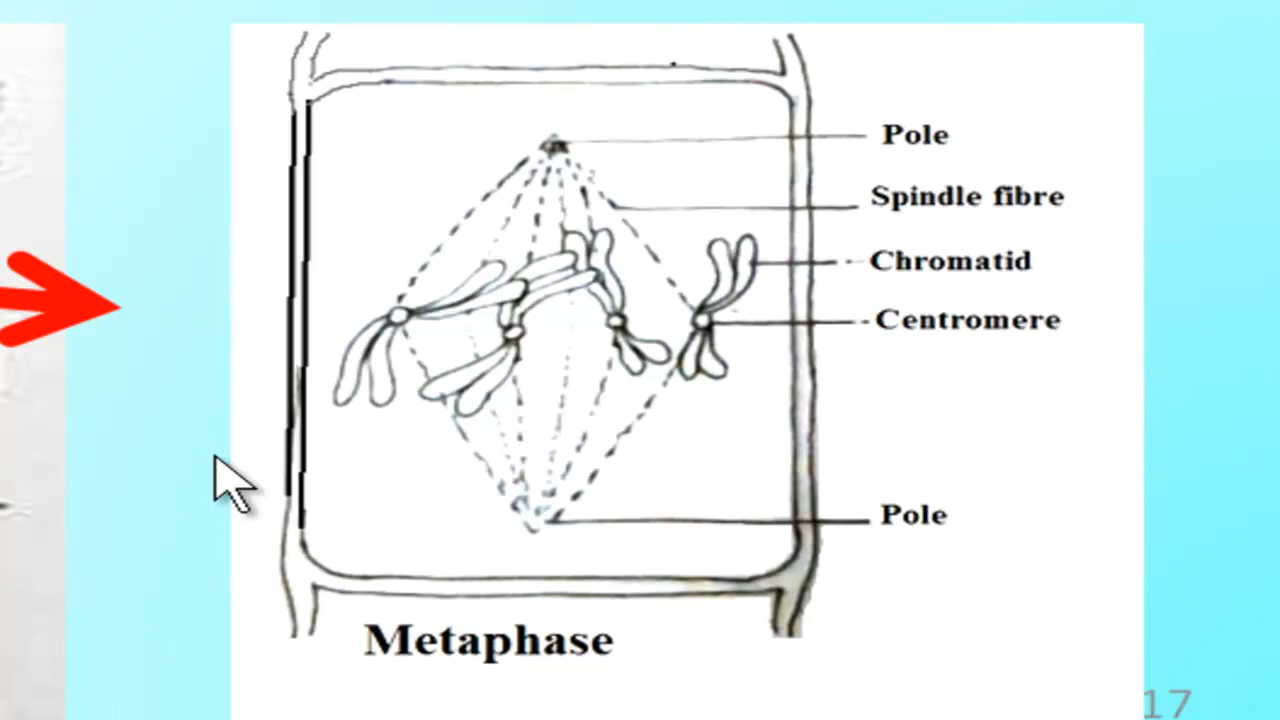 Pole
Spindle fibre
Chromatid
Centromere
Pole
Metaphase
17